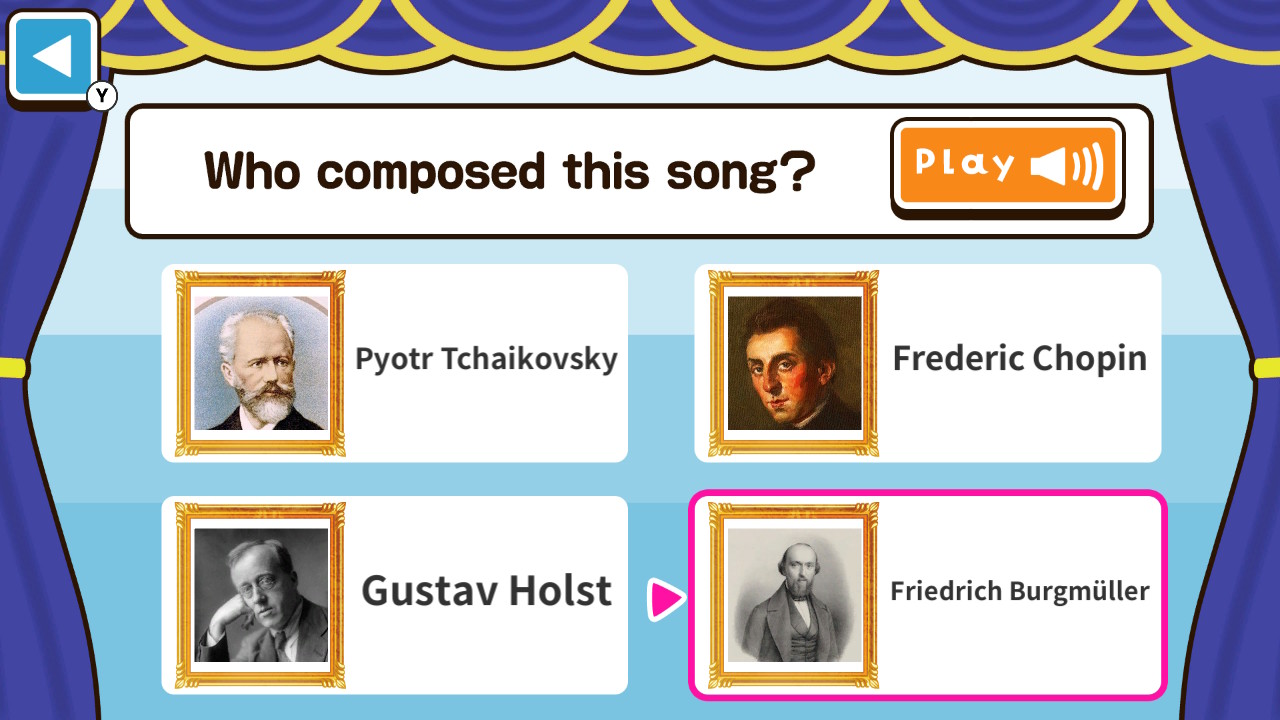 Y
Who composed this song?
Play
Pyotr Tchaikovsky
Frederic Chopin
Gustav Holst
Friedrich Burgmüller